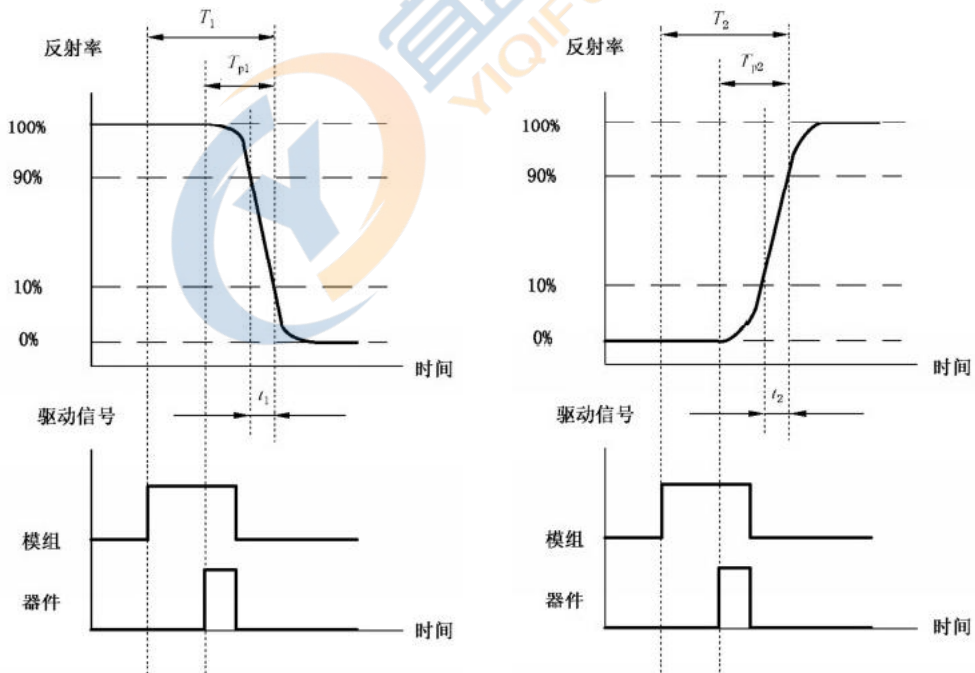 T₁
反射率
Tp1
100%
90%
10%
0%
时间
t₁
驱动信号
模组
器件
时间
T₂
反射率
Tp2
100%
90%
10%
0%
时间
t₂
驱动信号
模组
器件
时间
YIQIF